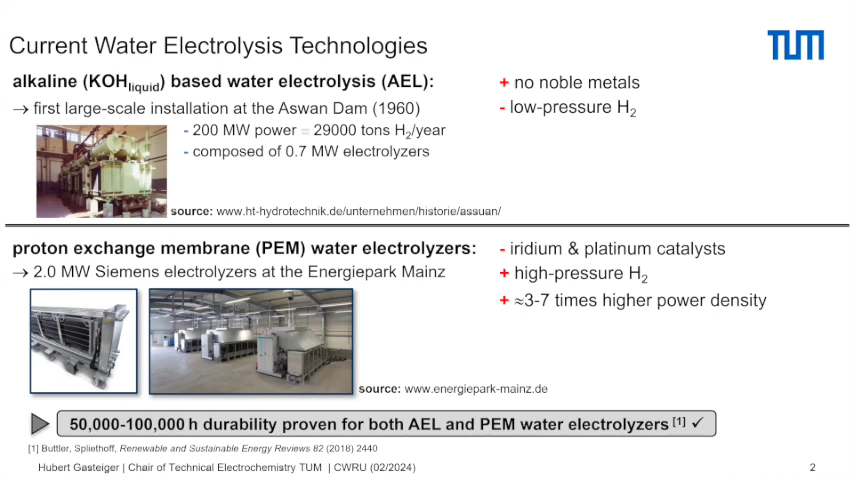 Current Water Electrolysis Technologies
TUM
alkaline (KOHliquid) based water electrolysis (AEL):
→ first large-scale installation at the Aswan Dam (1960)
- 200 MW power = 29000 tons H2/year
- composed of 0.7 MW electrolyzers
+ no noble metals
- low-pressure H2
source: www.ht-hydrotechnik.de/unternehmen/historie/assuan/
proton exchange membrane (PEM) water electrolyzers:
→ 2.0 MW Siemens electrolyzers at the Energiepark Mainz
- iridium & platinum catalysts
+ high-pressure H2
+ ≈3-7 times higher power density
source: www.energiepark-mainz.de
50,000-100,000 h durability proven for both AEL and PEM water electrolyzers [1] ✓
[1] Buttler, Spliethoff, Renewable and Sustainable Energy Reviews 82 (2018) 2440
Hubert Gasteiger | Chair of Technical Electrochemistry TUM | CWRU (02/2024)
2